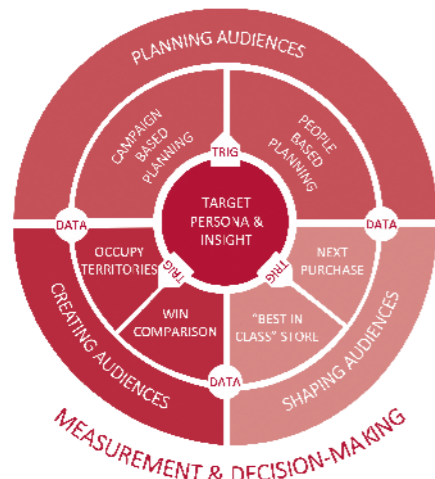 PLANNING AUDIENCES
CAMPAIGN
BASED
PLANNING
PEOPLE
BASED
PLANNING
TRIG
TARGET
PERSONA &
INSIGHT
DATA
DATA
OCCUPY
TERRITORIES
TRIG
TRIG
NEXT
PURCHASE
WIN
COMPARISON
"BEST IN
CLASS" STORE
CREATING AUDIENCES
SHAPING AUDIENCES
DATA
MEASUREMENT & DECISION-MAKING